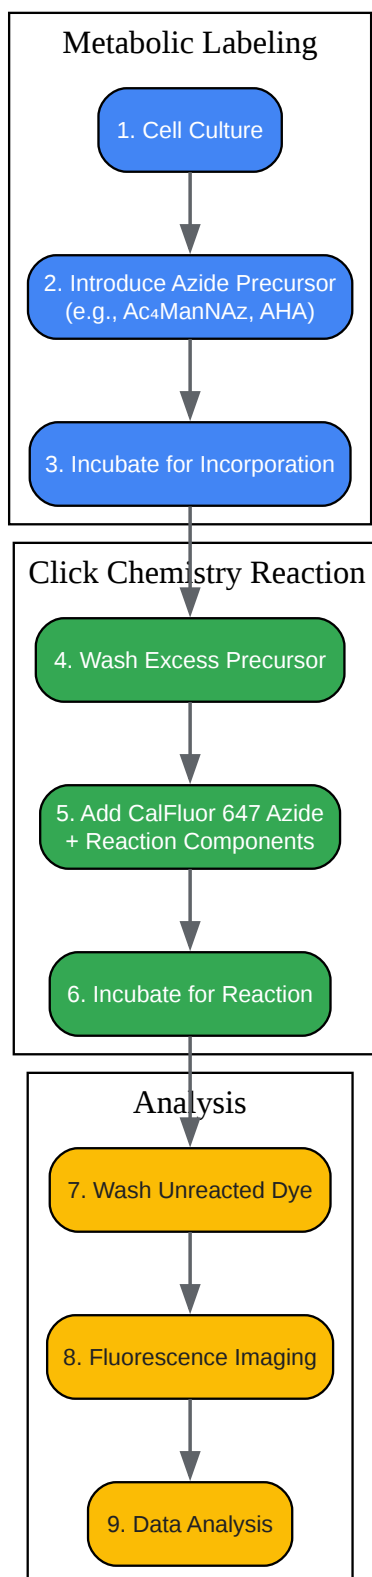 Metabolic Labeling
1. Cell Culture
2. Introduce Azide Precursor
(e.g., Ac₄ManNAz, AHA)
3. Incubate for Incorporation
Click Chemistry Reaction
4. Wash Excess Precursor
5. Add CalFluor 647 Azide
+ Reaction Components
6. Incubate for Reaction
Analysis
7. Wash Unreacted Dye
8. Fluorescence Imaging
9. Data Analysis